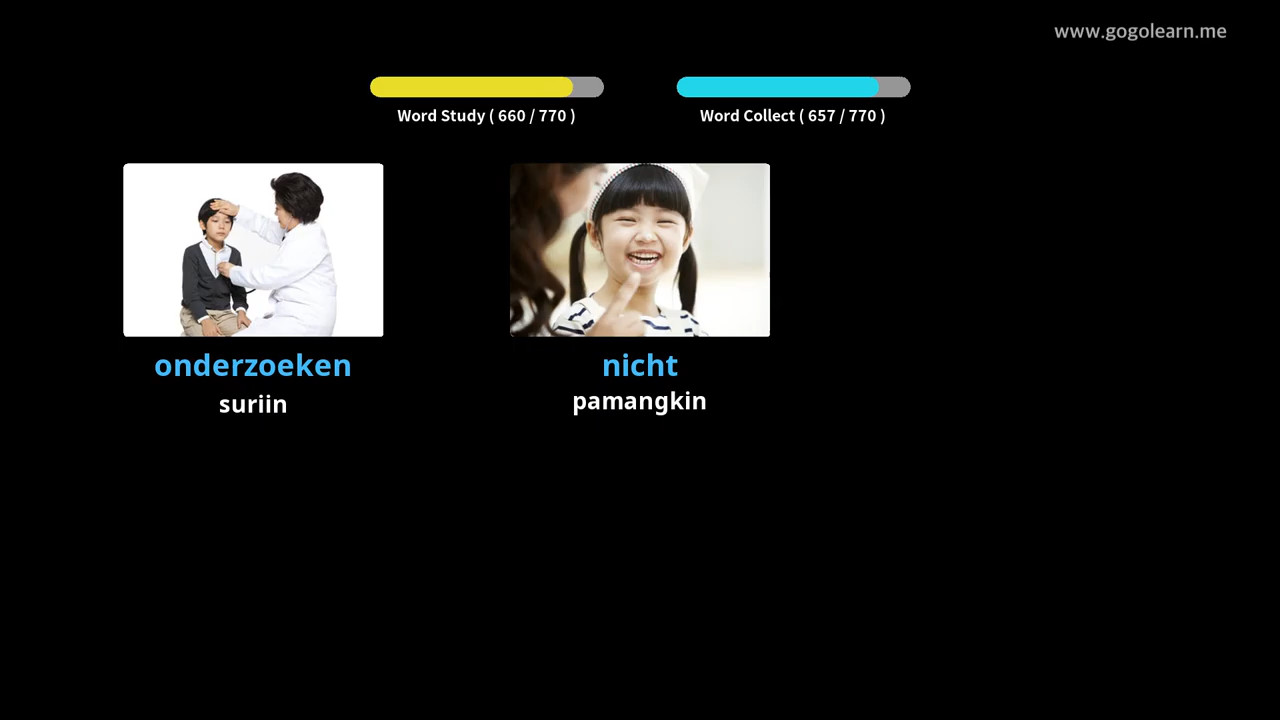 www.gogolearn.me
Word Study ( 660 / 770 )
Word Collect ( 657 / 770 )
onderzoeken
suriin
nicht
pamangkin